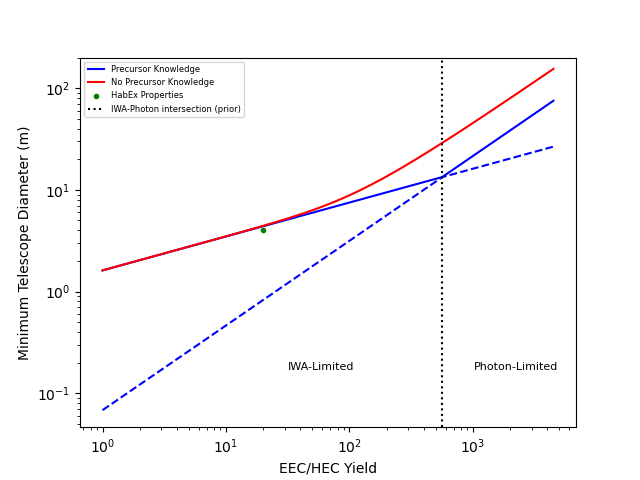 Precursor Knowledge
No Precursor Knowledge
HabEx Properties
IWA-Photon intersection (prior)
10²
10¹
10⁰
10⁻¹
Minimum Telescope Diameter (m)
IWA-Limited
Photon-Limited
10⁰
10¹
10²
10³
EEC/HEC Yield